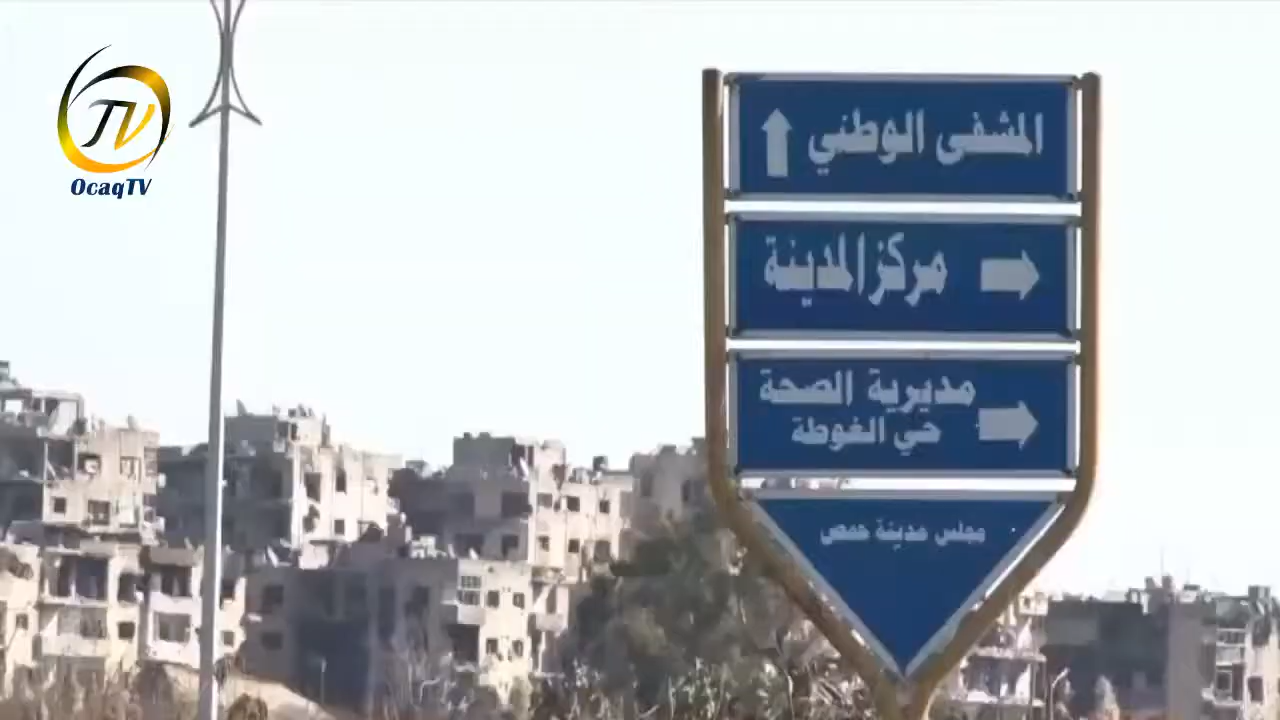 TV
OcaqTV
المشفى الوطني
مركز المدينة
مديرية الصحة
حي الغوطة
مجلس مدينة حمص